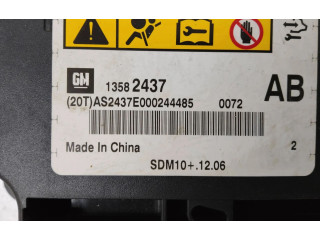 GM 1358 2437
(20T)AS2437E000244485 0072 AB
Made in China
SDM10+.12.06 2